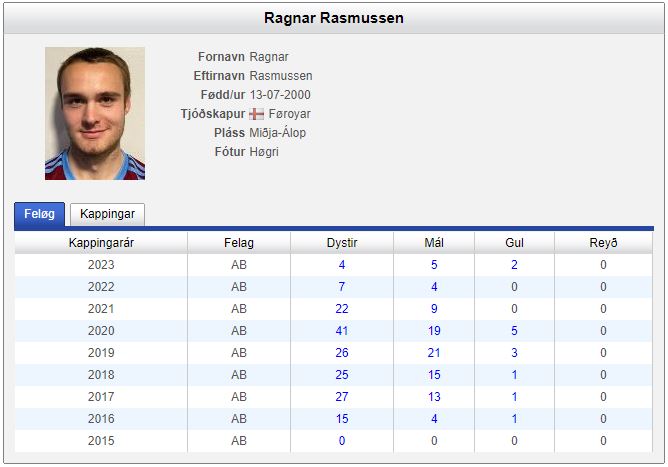 Ragnar Rasmussen
Fornavn Ragnar
Eftirnavn Rasmussen
Fødd/ur 13-07-2000
Tjóðskapur Føroyar
Pláss Miðja-Álop
Fótur Høgri
Feløg Kappingar
Kappingarár Felag Dystir Mál Gul Reyð
2023 AB 4 5 2 0
2022 AB 7 4 0 0
2021 AB 22 9 0 0
2020 AB 41 19 5 0
2019 AB 26 21 3 0
2018 AB 25 15 1 0
2017 AB 27 13 1 0
2016 AB 15 4 1 0
2015 AB 0 0 0 0